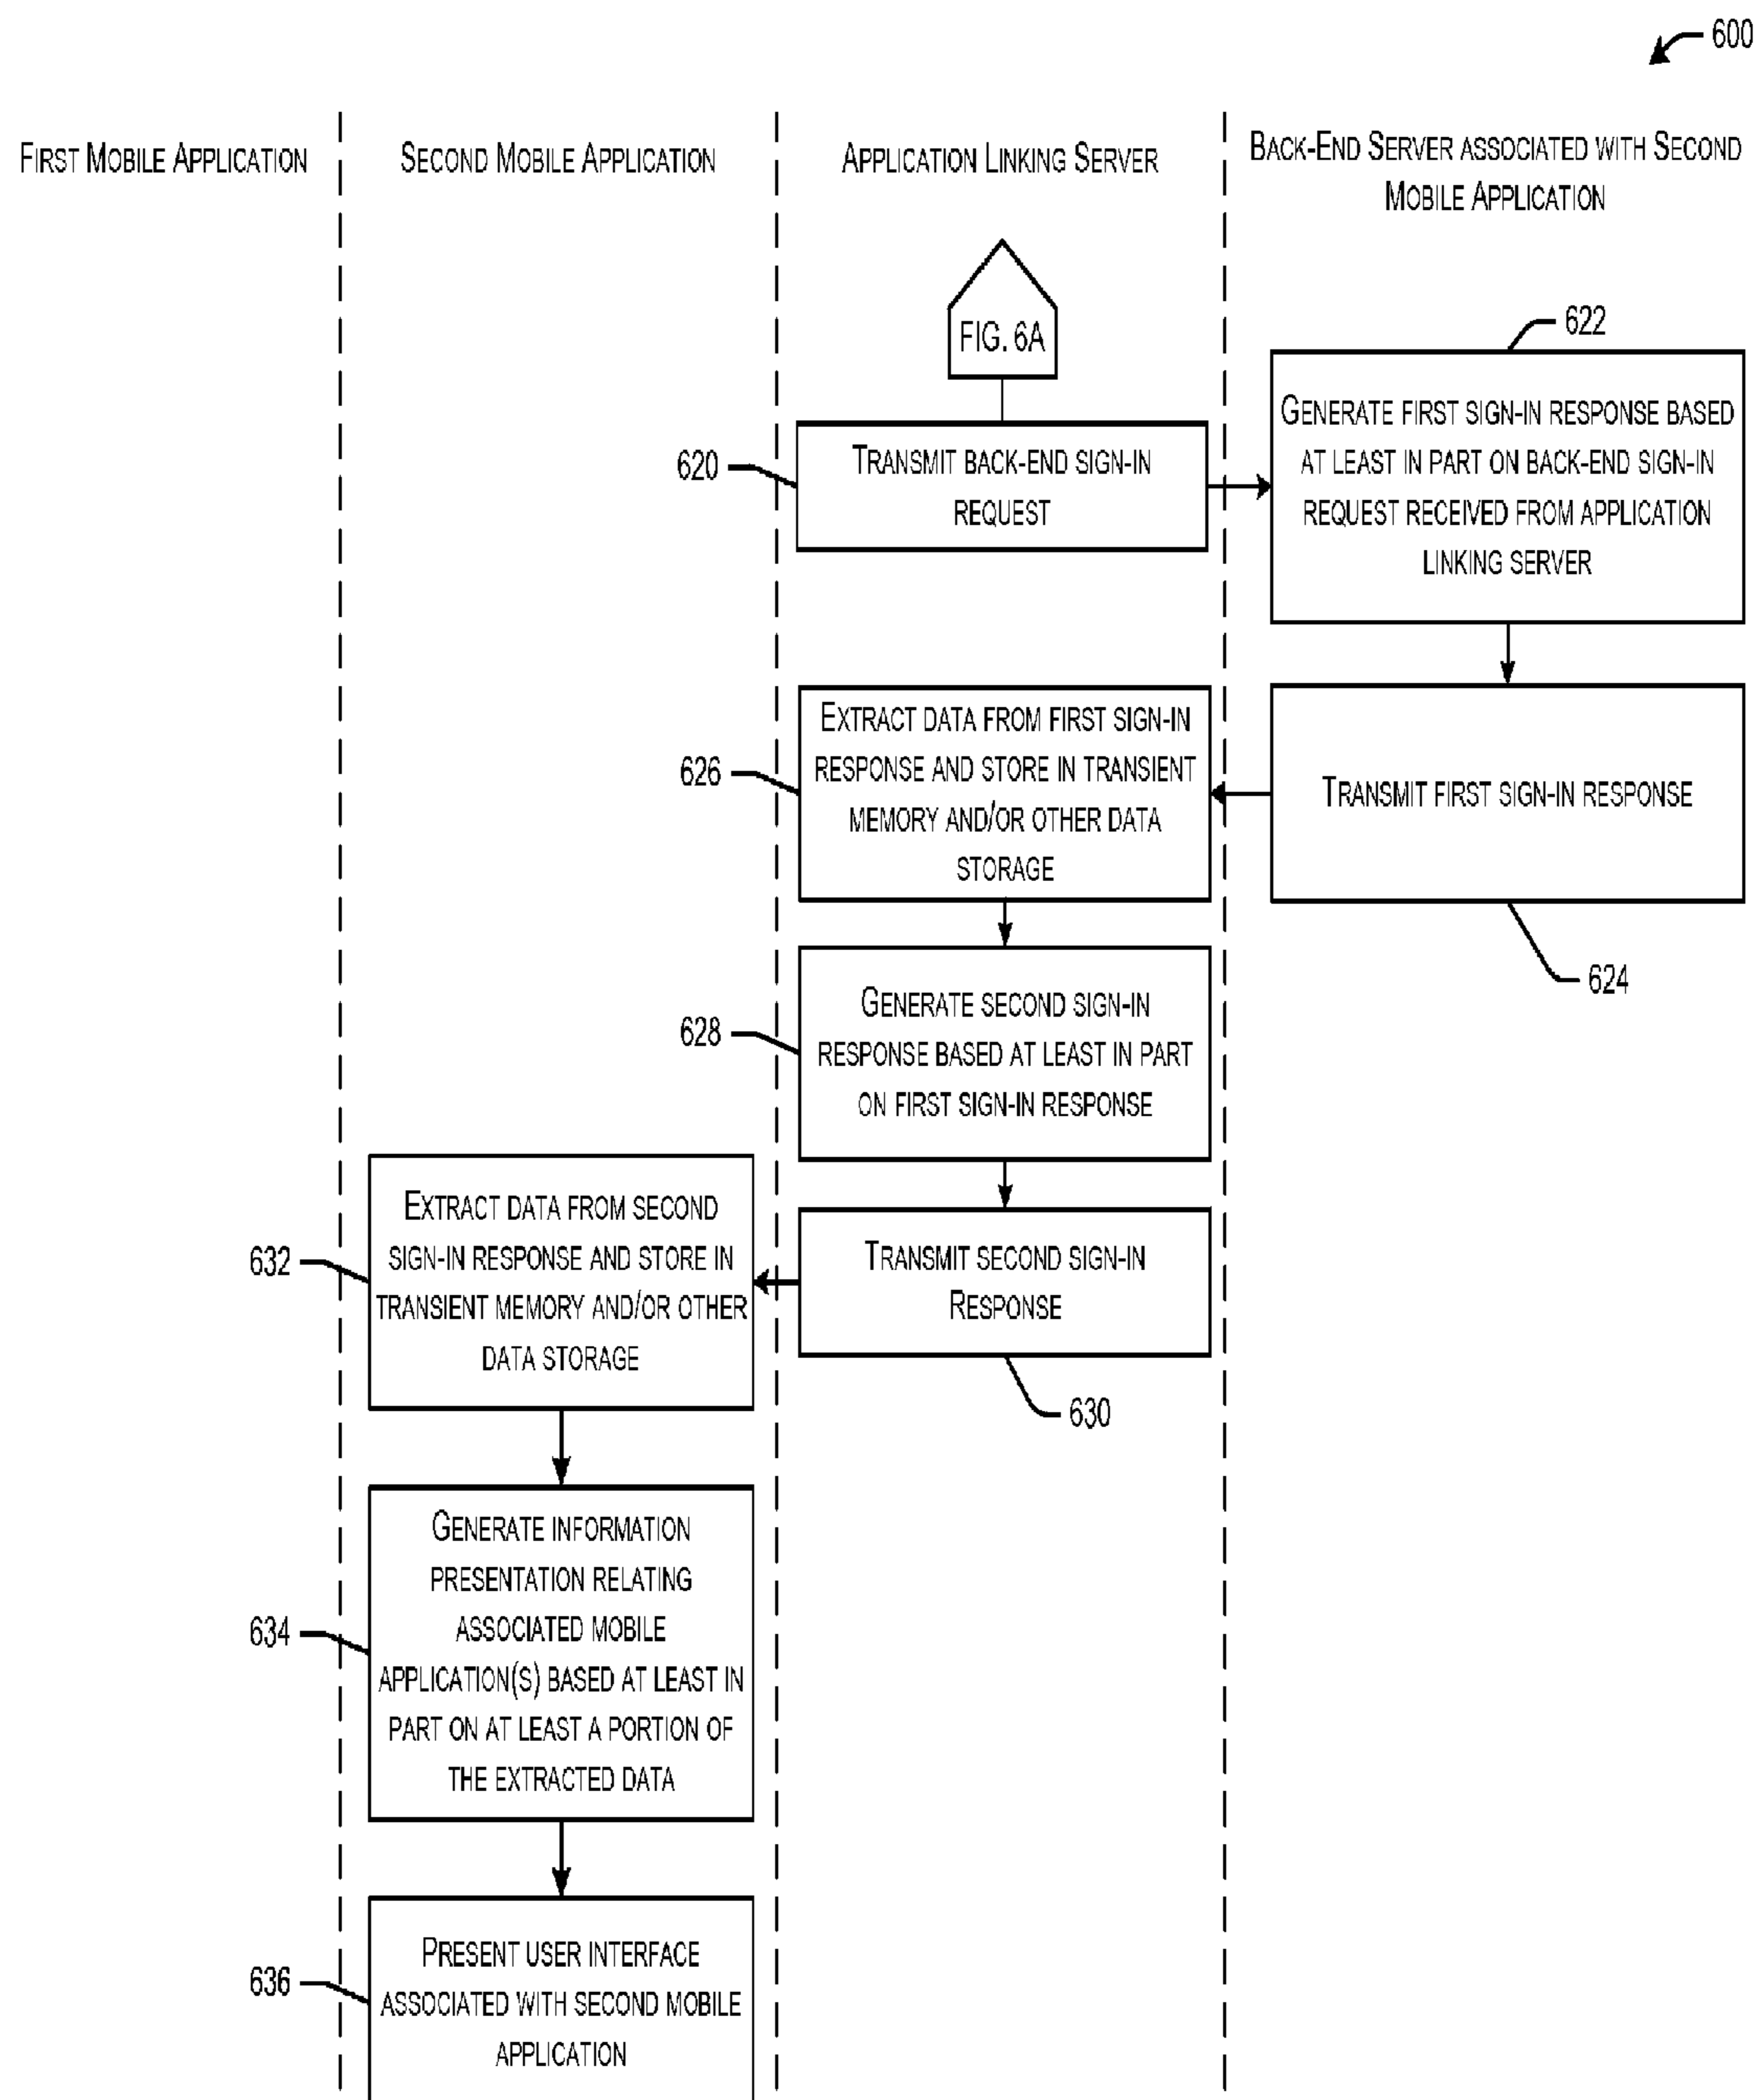 600
FIRST MOBILE APPLICATION
SECOND MOBILE APPLICATION
APPLICATION LINKING SERVER
BACK-END SERVER ASSOCIATED WITH SECOND
MOBILE APPLICATION
FIG. 6A
620
TRANSMIT BACK-END SIGN-IN
REQUEST
622
GENERATE FIRST SIGN-IN RESPONSE BASED
AT LEAST IN PART ON BACK-END SIGN-IN
REQUEST RECEIVED FROM APPLICATION
LINKING SERVER
TRANSMIT FIRST SIGN-IN RESPONSE
624
626
EXTRACT DATA FROM FIRST SIGN-IN
RESPONSE AND STORE IN TRANSIENT
MEMORY AND/OR OTHER DATA
STORAGE
628
GENERATE SECOND SIGN-IN
RESPONSE BASED AT LEAST IN PART
ON FIRST SIGN-IN RESPONSE
TRANSMIT SECOND SIGN-IN
RESPONSE
630
632
EXTRACT DATA FROM SECOND
SIGN-IN RESPONSE AND STORE IN
TRANSIENT MEMORY AND/OR OTHER
DATA STORAGE
634
GENERATE INFORMATION
PRESENTATION RELATING
ASSOCIATED MOBILE
APPLICATION(S) BASED AT LEAST IN
PART ON AT LEAST A PORTION OF
THE EXTRACTED DATA
636
PRESENT USER INTERFACE
ASSOCIATED WITH SECOND MOBILE
APPLICATION